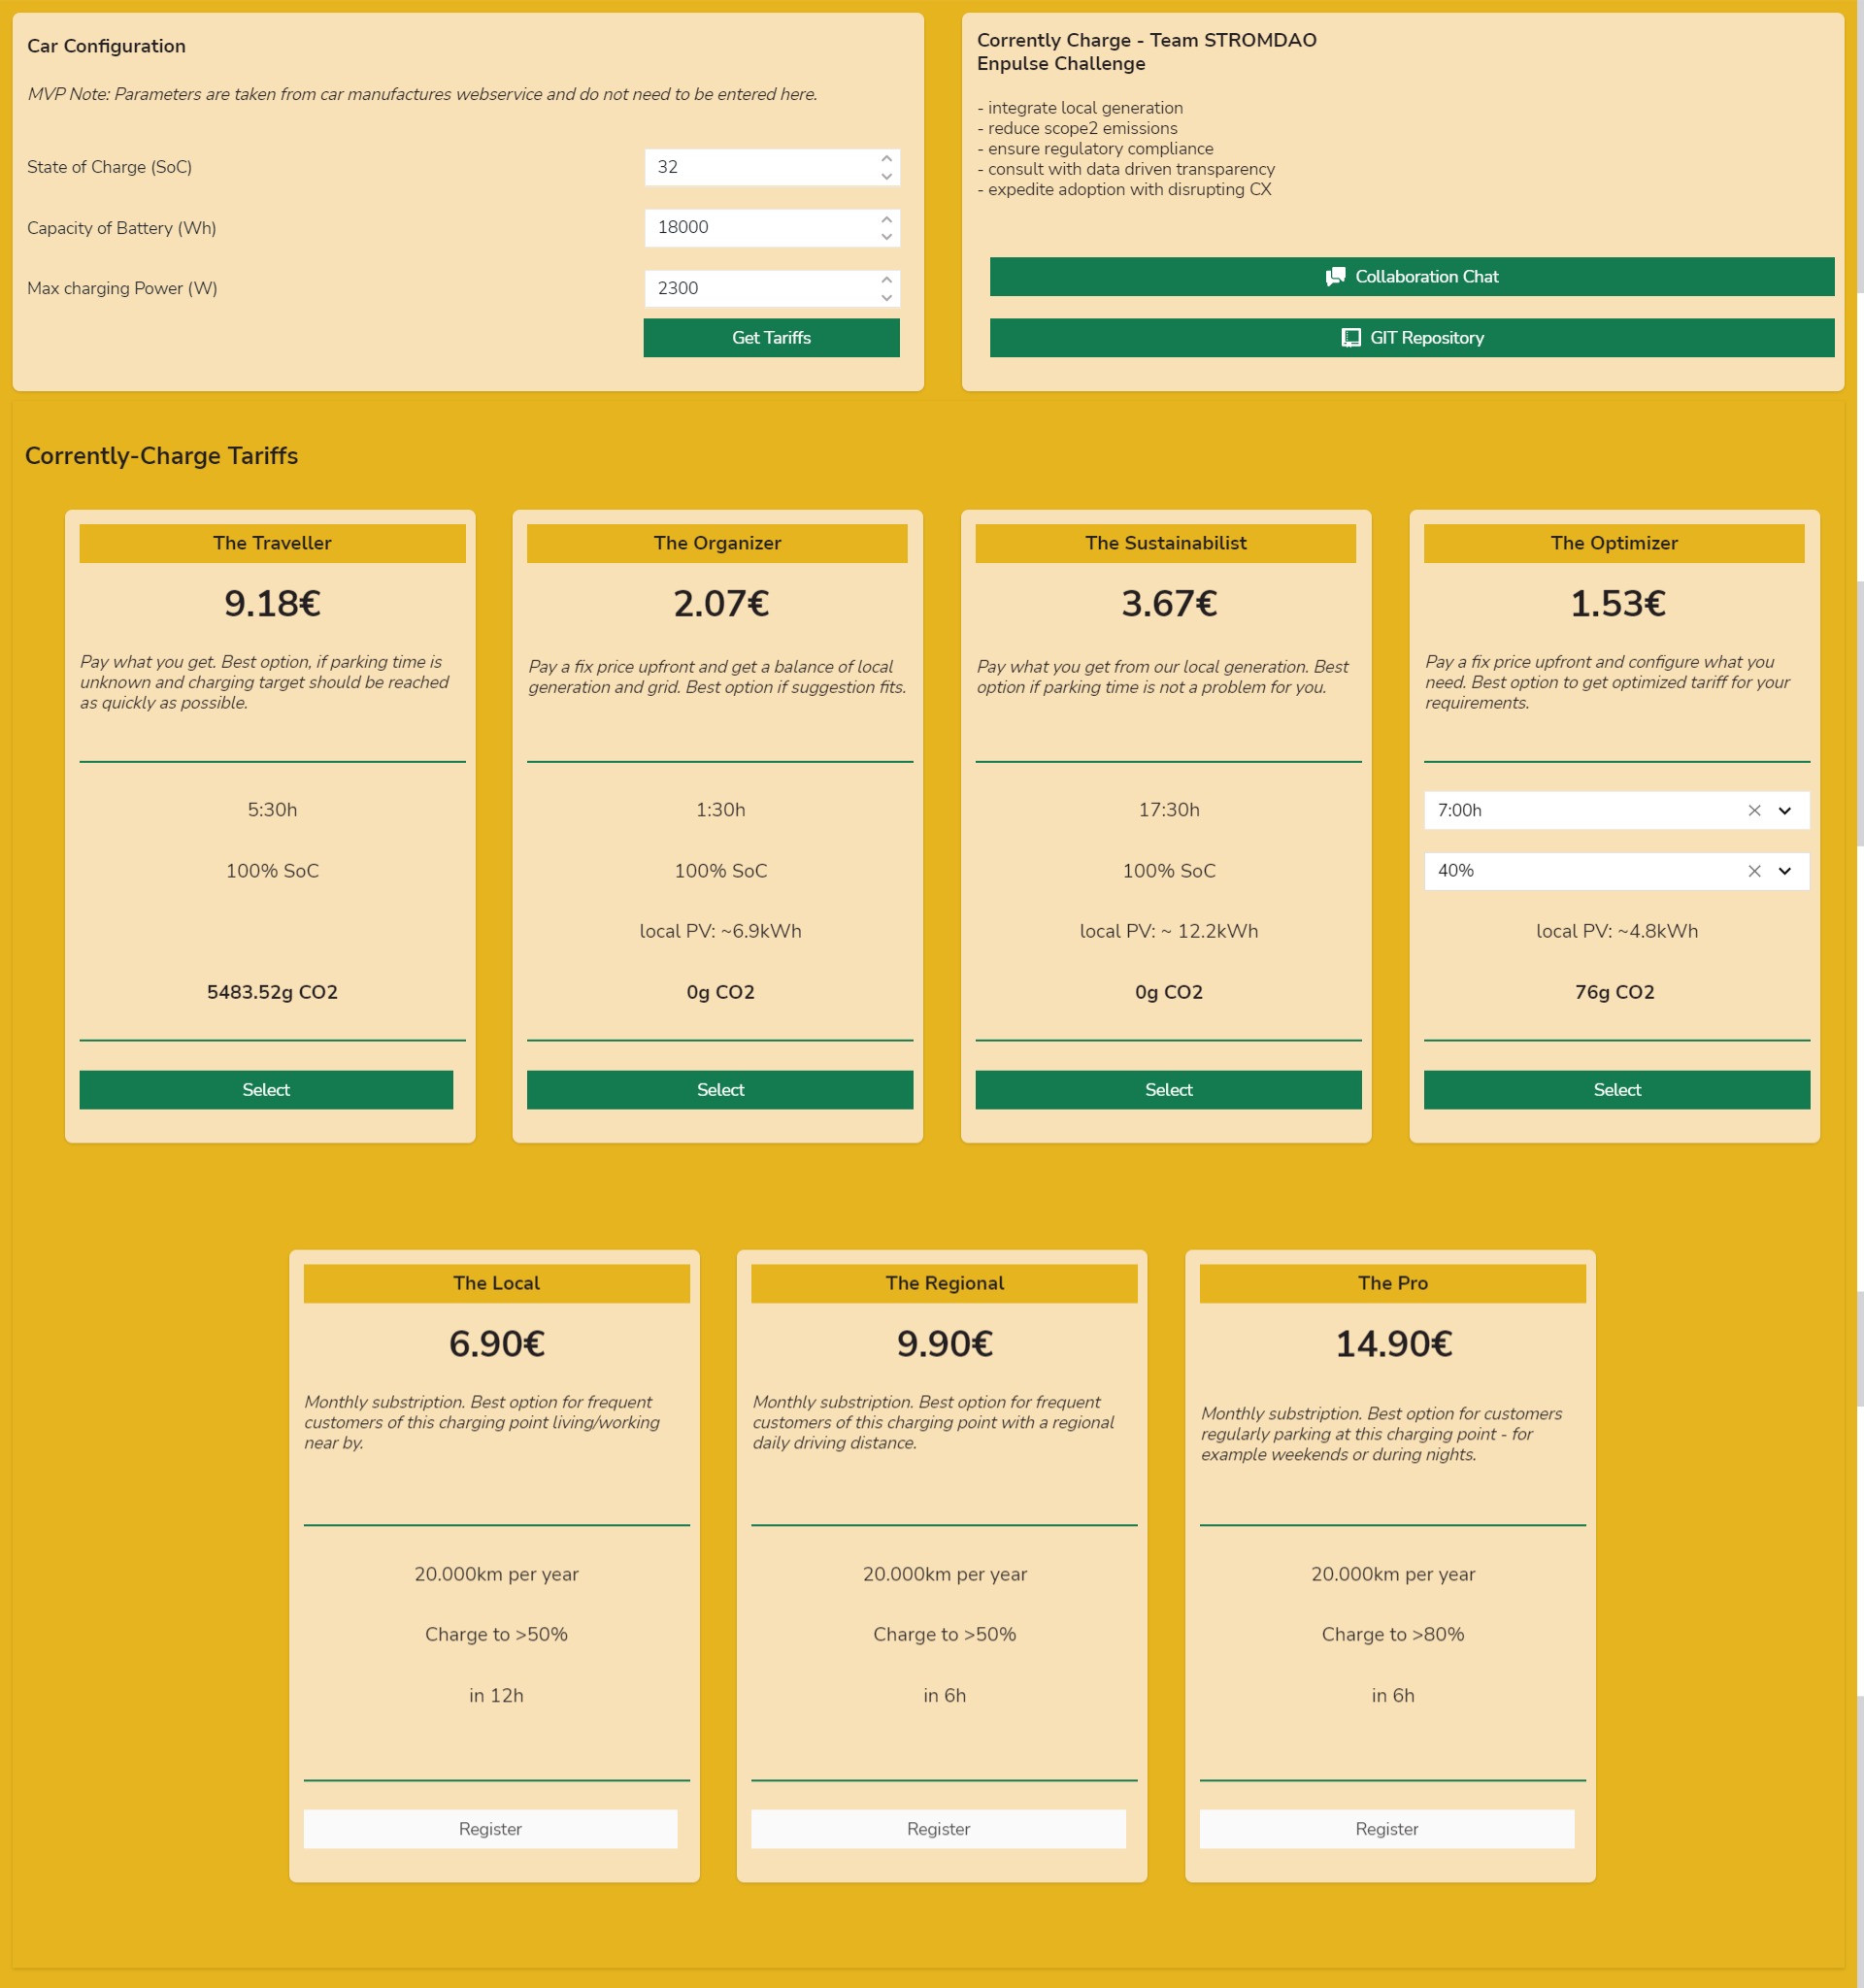 Car Configuration
MVP Note: Parameters are taken from car manufactures webservice and do not need to be entered here.
State of Charge (SoC)
32
Capacity of Battery (Wh)
18000
Max charging Power (W)
2300
Get Tariffs
Corrently Charge - Team STROMDAO
Enpulse Challenge
- integrate local generation
- reduce scope2 emissions
- ensure regulatory compliance
- consult with data driven transparency
- expedite adoption with disrupting CX
Collaboration Chat
GIT Repository
Corrently-Charge Tariffs
The Traveller
9.18€
Pay what you get. Best option, if parking time is
unknown and charging target should be reached
as quickly as possible.
5:30h
100% SoC
5483.52g CO2
Select
The Organizer
2.07€
Pay a fix price upfront and get a balance of local
generation and grid. Best option if suggestion fits.
1:30h
100% SoC
local PV: ~6.9kWh
0g CO2
Select
The Sustainabilist
3.67€
Pay what you get from our local generation. Best
option if parking time is not a problem for you.
17:30h
100% SoC
local PV: ~ 12.2kWh
0g CO2
Select
The Optimizer
1.53€
Pay a fix price upfront and configure what you
need. Best option to get optimized tariff for your
requirements.
7:00h
40%
local PV: ~4.8kWh
76g CO2
Select
The Local
6.90€
Monthly substription. Best option for frequent
customers of this charging point living/working
near by.
20.000km per year
Charge to >50%
in 12h
Register
The Regional
9.90€
Monthly substription. Best option for frequent
customers of this charging point with a regional
daily driving distance.
20.000km per year
Charge to >50%
in 6h
Register
The Pro
14.90€
Monthly substription. Best option for customers
regularly parking at this charging point - for
example weekends or during nights.
20.000km per year
Charge to >80%
in 6h
Register